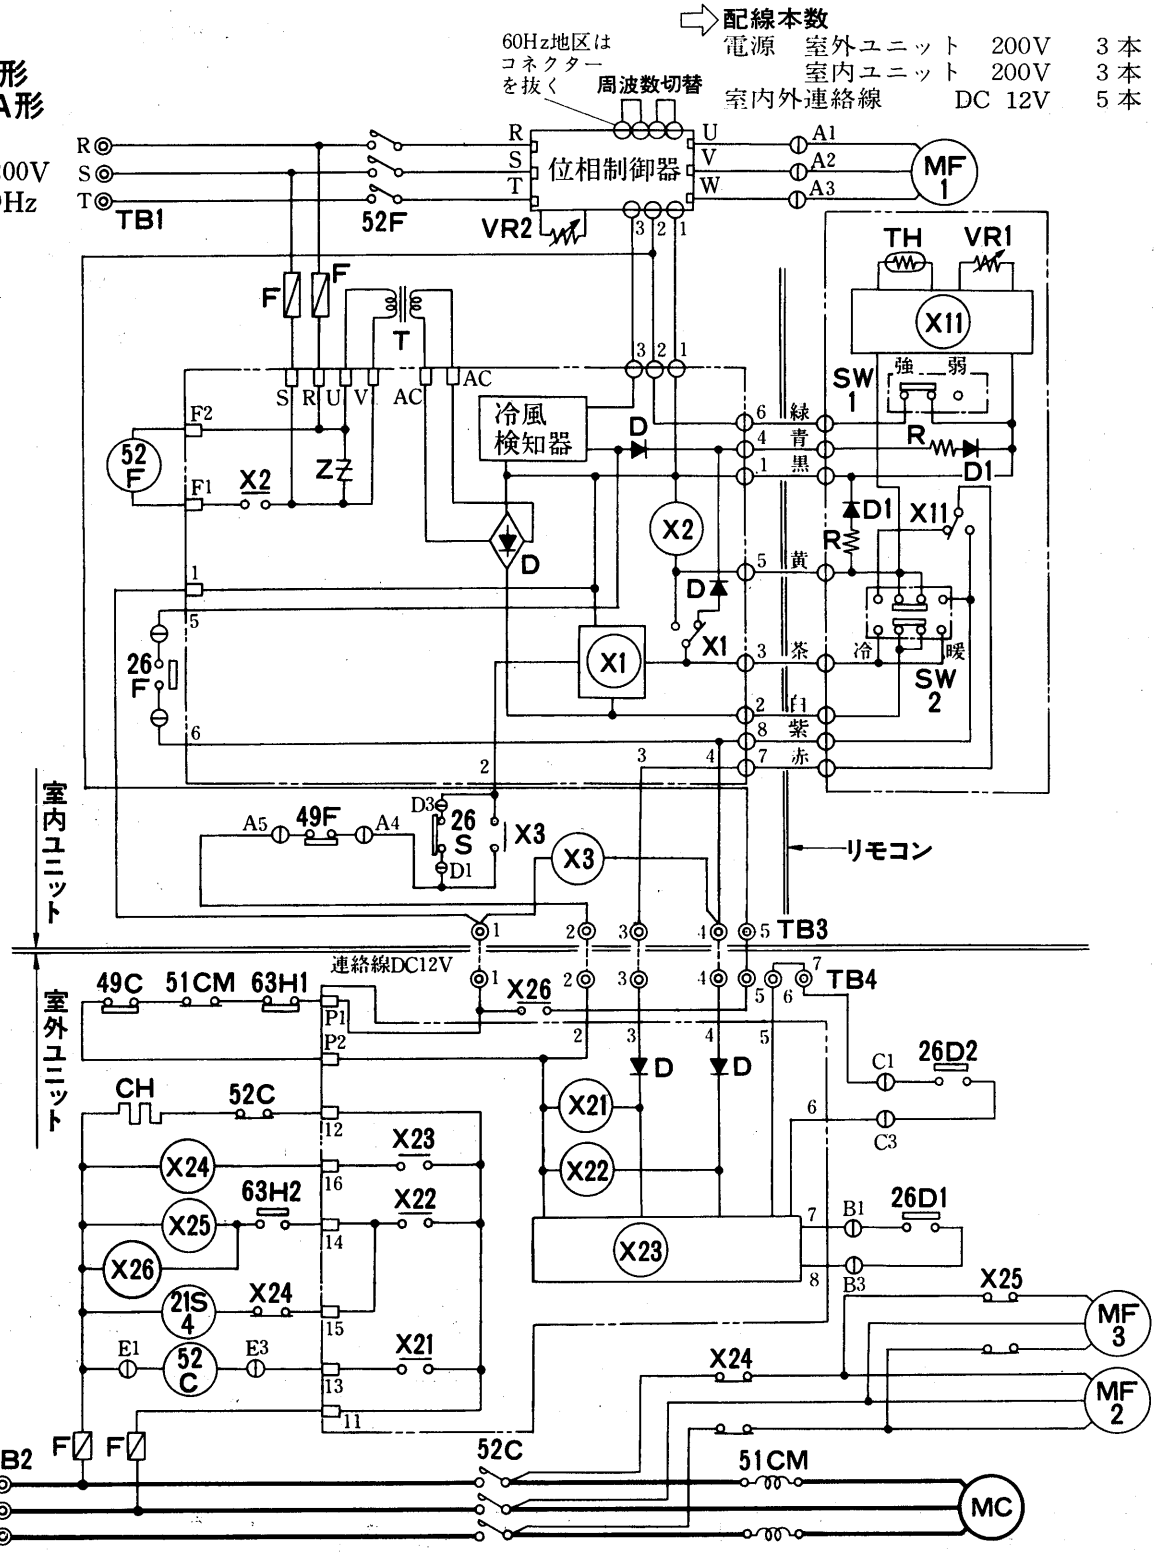 ⇨配線本数
電源 室外ユニット 200V 3本
室内ユニット 200V 3本
室内外連絡線 DC 12V 5本
60Hz地区は
コネクター
を抜く
周波数切替
形
A形
00V
Hz
R
S
T
TB1
52F
R
S
T
位相制御器
U
V
W
A1
A2
A3
MF
1
VR2
3 2 1
F
F
T
TH
VR1
X11
3 2 1
S R U V AC AC
F2
52
F
F1
X2
Z
冷風
検知器
D
6 緑
4 青
1 黒
SW
1
強 弱
R
D1
X2
D
D1
R
X11
5 黄
1
5
26
F
6
D
X1
X1
3 茶
冷 暖
SW
2
2 白
8 紫
7 赤
2
3
4
室内ユニット
A5
49F
A4
D3
26
S
D1
X3
X3
リモコン
1 2 3 4 5 TB3
連絡線DC12V
室外ユニット
49C
51CM
63H1
1 2 3 4 5 6 7 TB4
X26
P1
P2
2
3
4
5
D
D
CH
52C
12
X21
C1
26D2
6
C3
X24
16
X23
X22
63H2
X25
14
X22
X26
X23
7
B1
26D1
8
B3
21S
4
X24
15
X25
MF
3
E1
52
C
E3
13
X21
X24
MF
2
11
F
F
B2
52C
51CM
MC